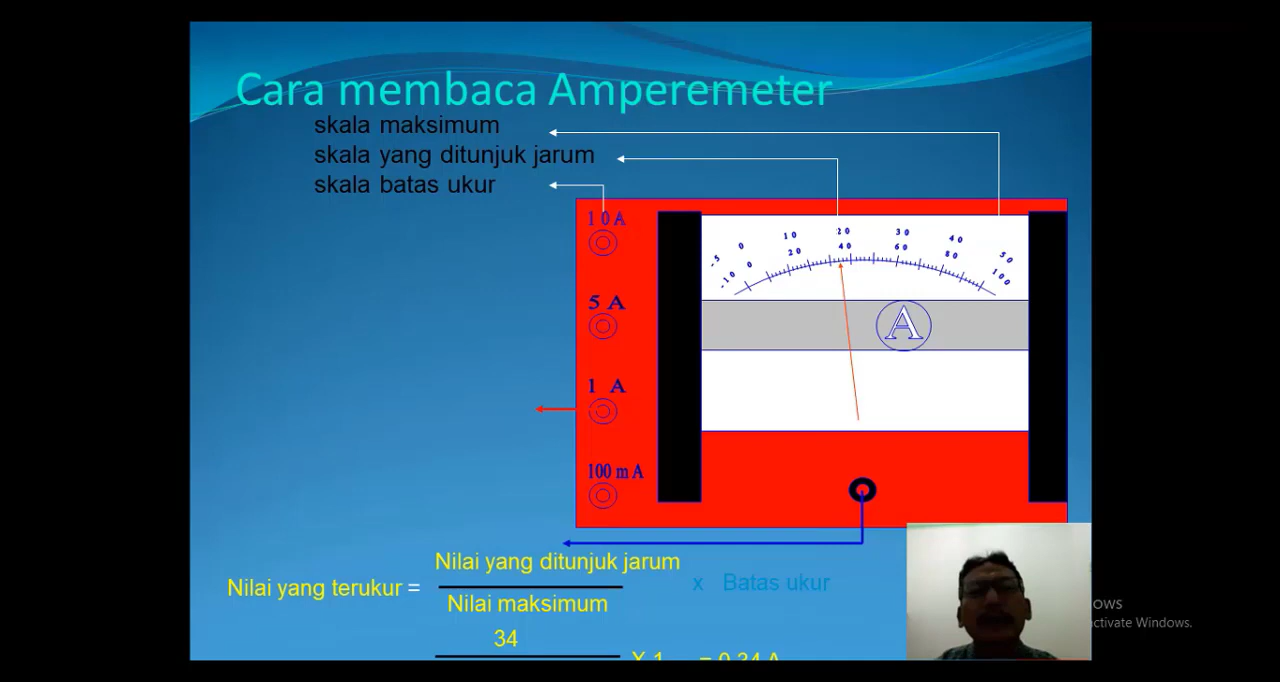 Cara membaca Amperemeter
skala maksimum
skala yang ditunjuk jarum
skala batas ukur
10A
5 A
1 A
100 mA
-5 0 10 20 30 40 50
-10 0 20 40 60 80 100
A
Nilai yang terukur =
Nilai yang ditunjuk jarum
Nilai maksimum
x Batas ukur
34
X 1 = 0,34 A
ows
activate Windows.